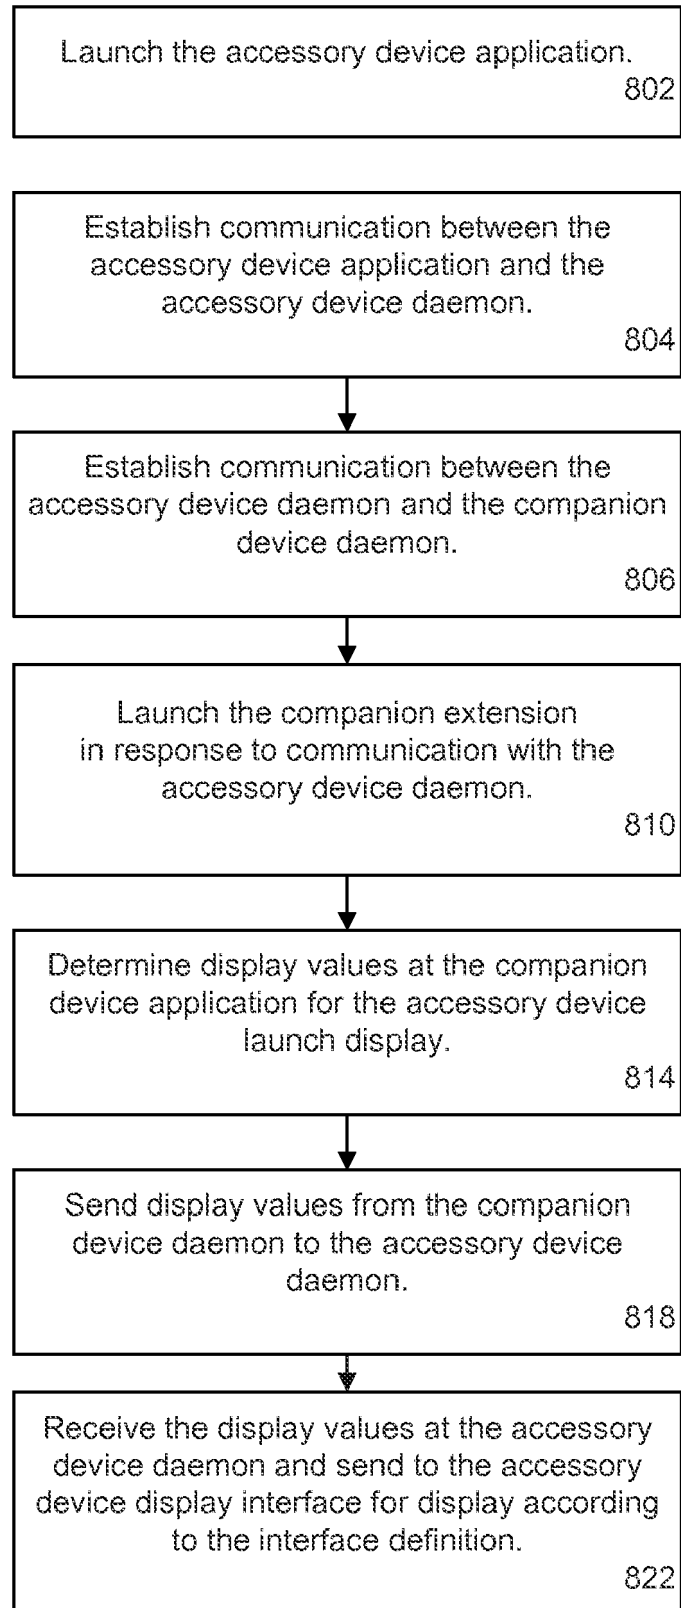 Launch the accessory device application.
802
Establish communication between the
accessory device application and the
accessory device daemon.
804
Establish communication between the
accessory device daemon and the companion
device daemon.
806
Launch the companion extension
in response to communication with the
accessory device daemon.
810
Determine display values at the companion
device application for the accessory device
launch display.
814
Send display values from the companion
device daemon to the accessory device
daemon.
818
Receive the display values at the accessory
device daemon and send to the accessory
device display interface for display according
to the interface definition.
822